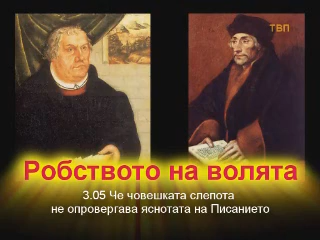 ТВП
Робството на волята
3.05 Че човешката слепота
не опровергава яснотата на Писанието